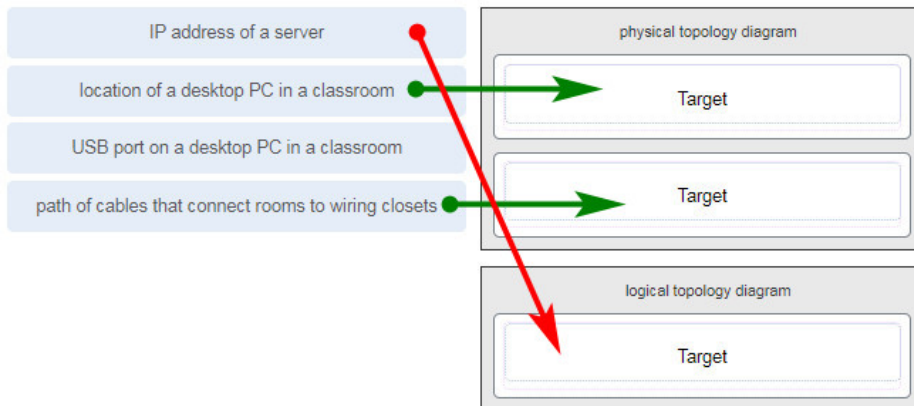 IP address of a server
location of a desktop PC in a classroom
USB port on a desktop PC in a classroom
path of cables that connect rooms to wiring closets
physical topology diagram
Target
Target
logical topology diagram
Target